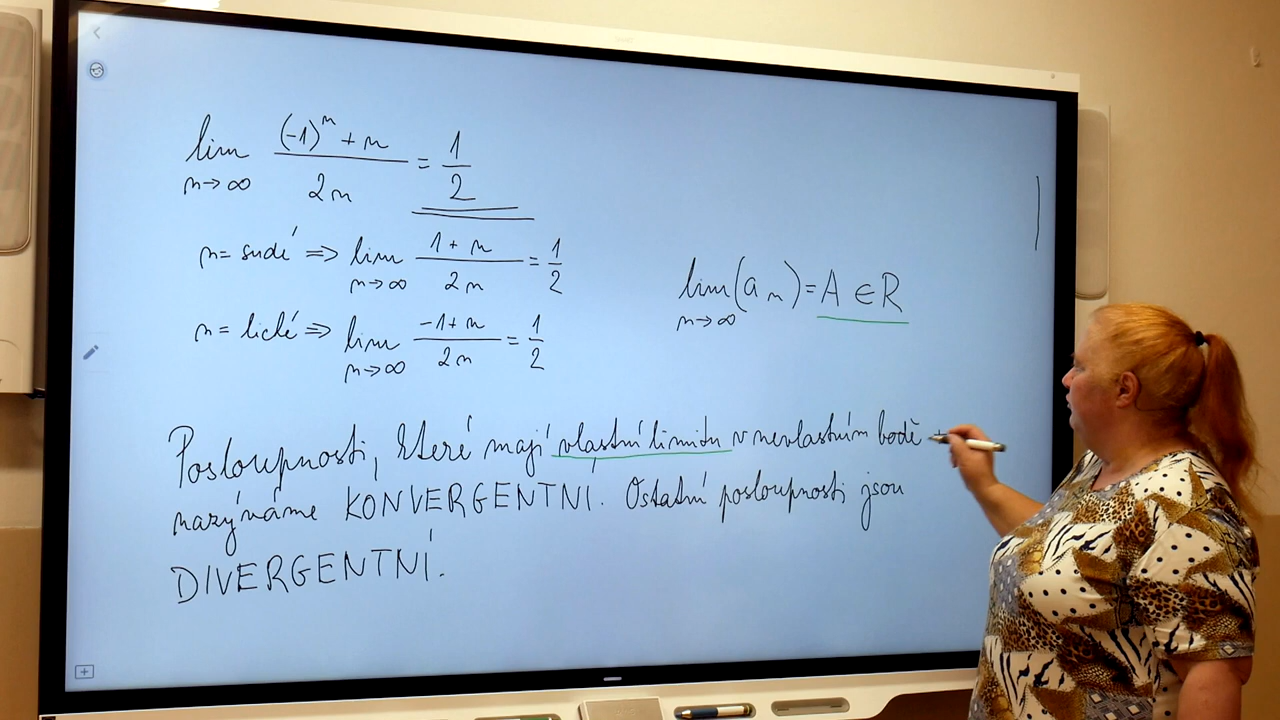 lim n→∞ ((-1)^n + n)/(2n) = 1/2
n = sudé ⇒ lim n→∞ (1 + n)/(2n) = 1/2
lim n→∞ (a_n) = A ∈ R
n = liché ⇒ lim n→∞ (-1 + n)/(2n) = 1/2
Posloupnosti, které mají vlastní limitu v nevlastním bodě
nazýváme KONVERGENTNÍ. Ostatní posloupnosti jsou
DIVERGENTNÍ.